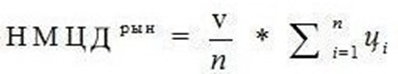 НМЦД рын = v/n * ∑ n i=1 цi